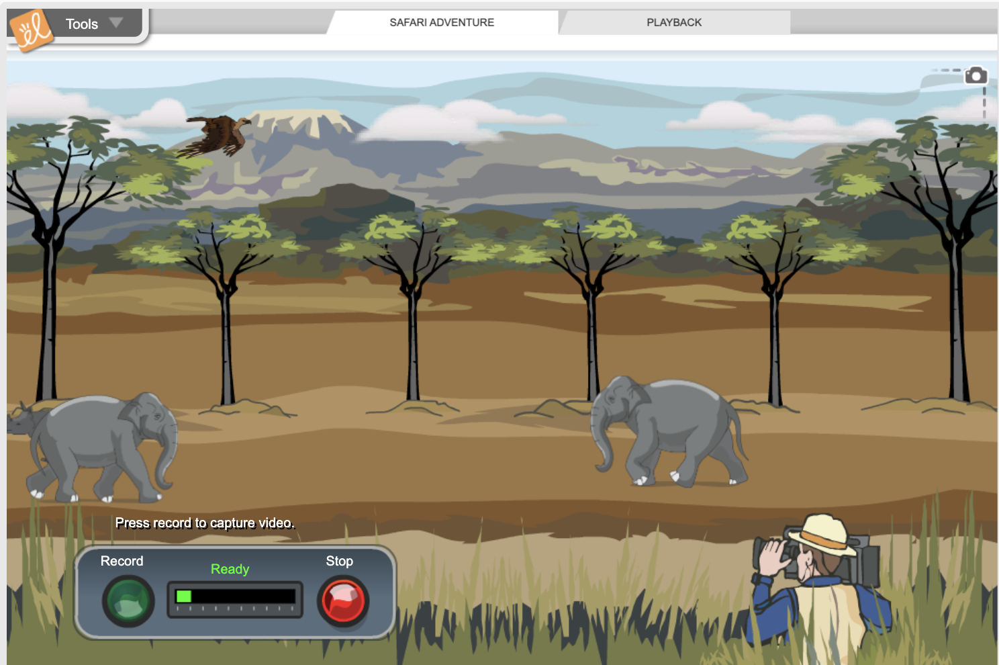 Tools
SAFARI ADVENTURE
PLAYBACK
Press record to capture video.
Record
Ready
Stop